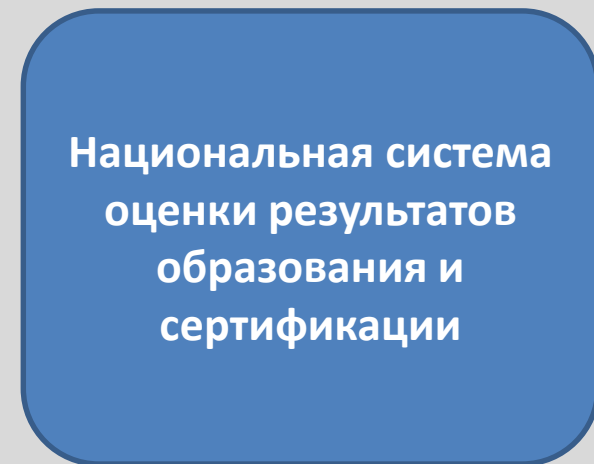 Национальная система
оценки результатов
образования и
сертификации